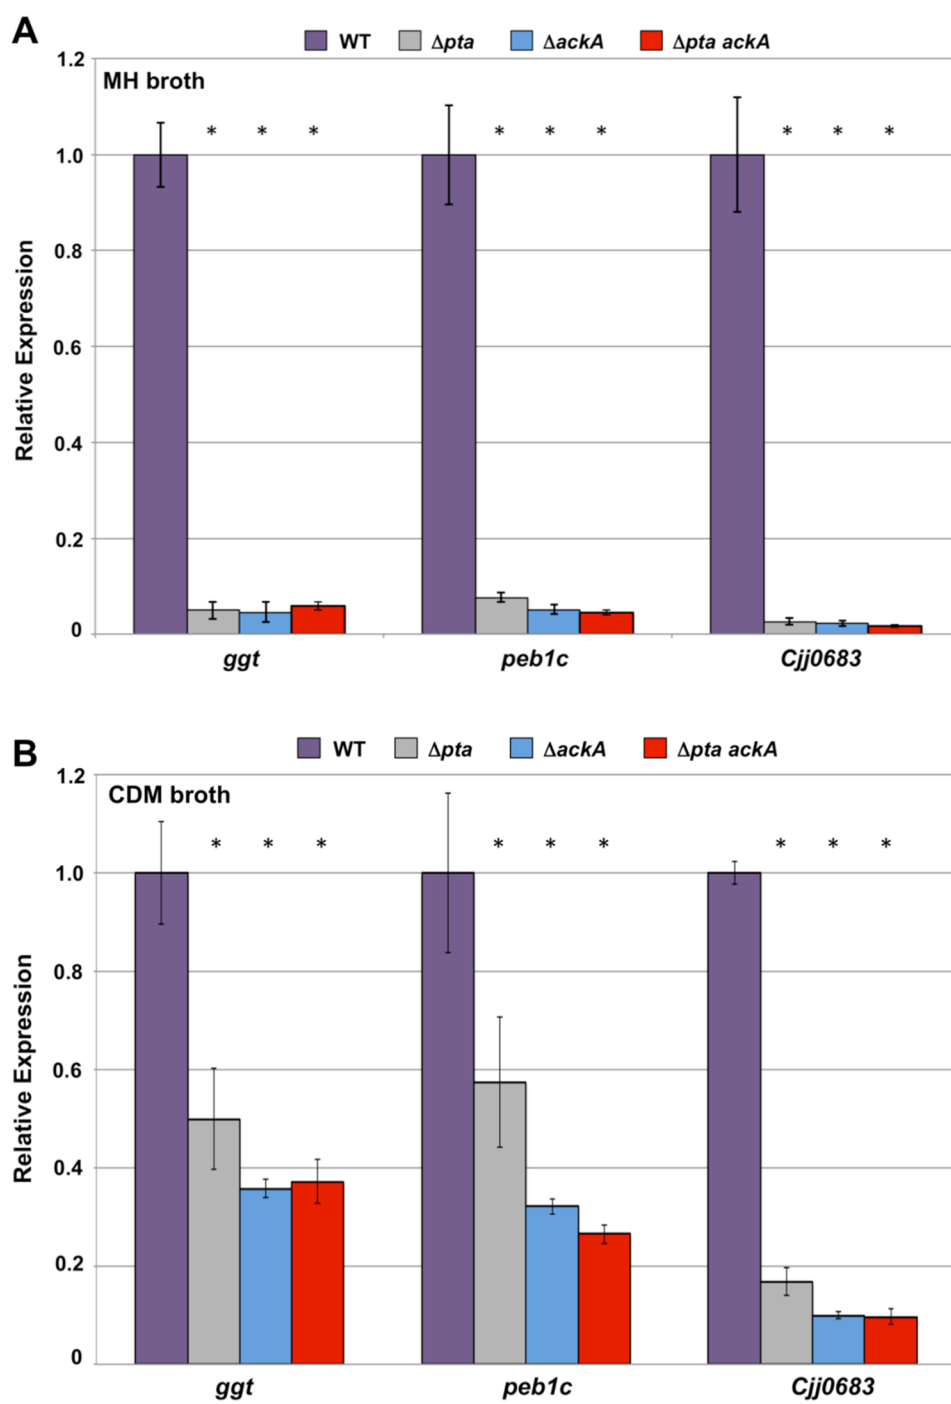 A
WT Δpta ΔackA Δpta ackA
1.2
MH broth
* * * * * * * * *
1.0
0.8
0.6
0.4
0.2
0
Relative Expression
ggt peb1c Cjj0683
B
WT Δpta ΔackA Δpta ackA
1.2
CDM broth
* * * * * * * * *
1.0
0.8
0.6
0.4
0.2
0
Relative Expression
ggt peb1c Cjj0683